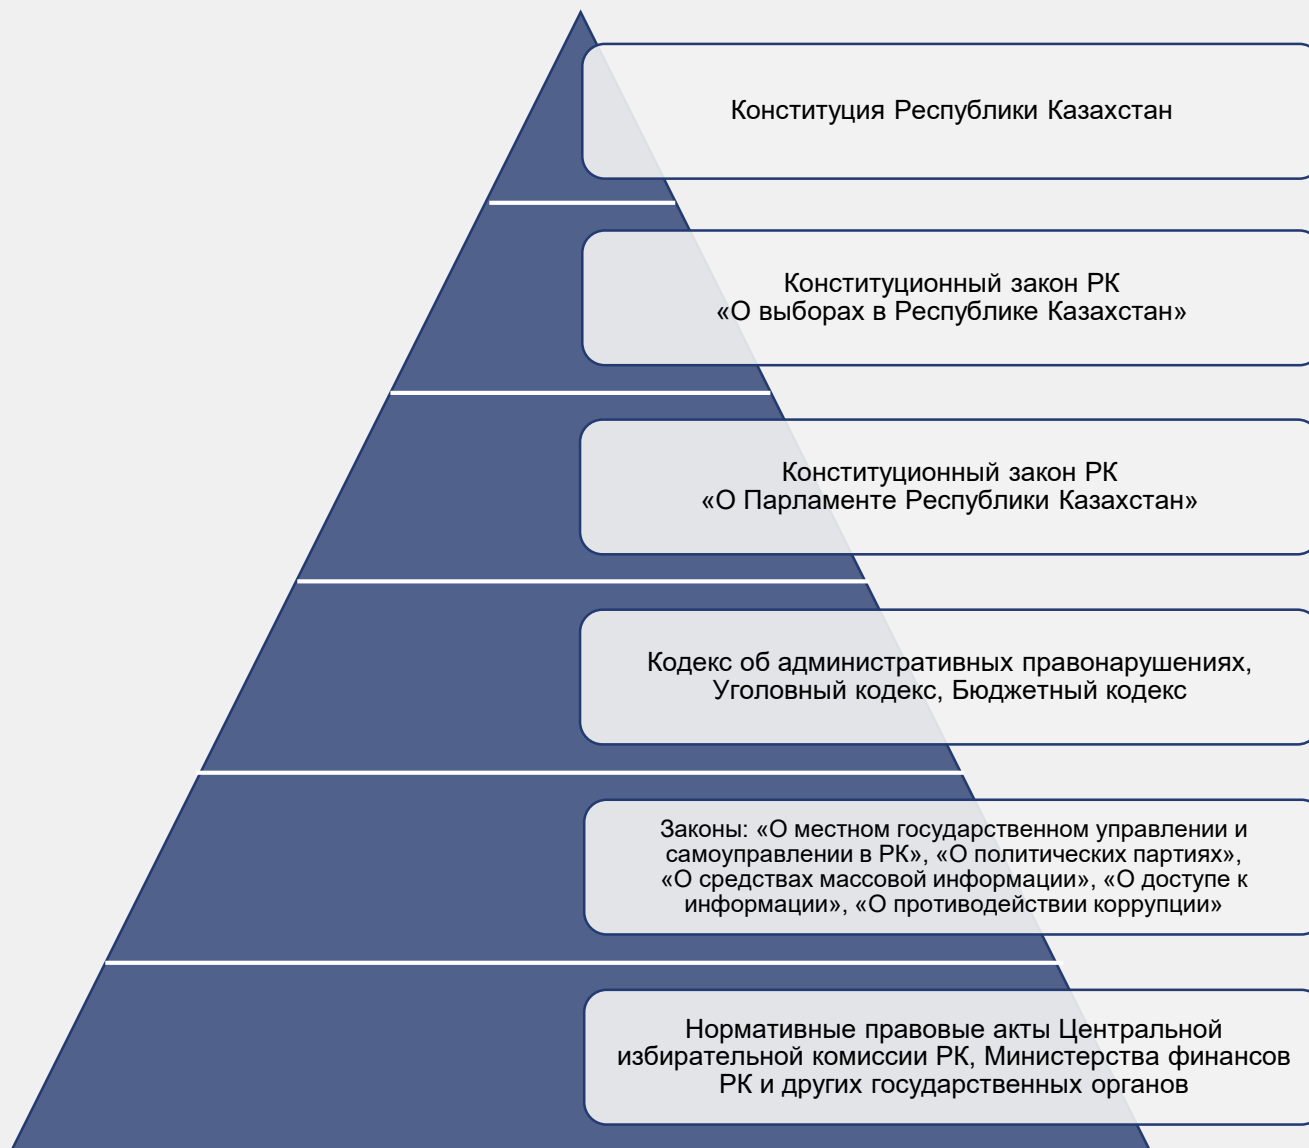 Конституция Республики Казахстан
Конституционный закон РК
«О выборах в Республике Казахстан»
Конституционный закон РК
«О Парламенте Республики Казахстан»
Кодекс об административных правонарушениях,
Уголовный кодекс, Бюджетный кодекс
Законы: «О местном государственном управлении и
самоуправлении в РК», «О политических партиях»,
«О средствах массовой информации», «О доступе к
информации», «О противодействии коррупции»
Нормативные правовые акты Центральной
избирательной комиссии РК, Министерства финансов
РК и других государственных органов